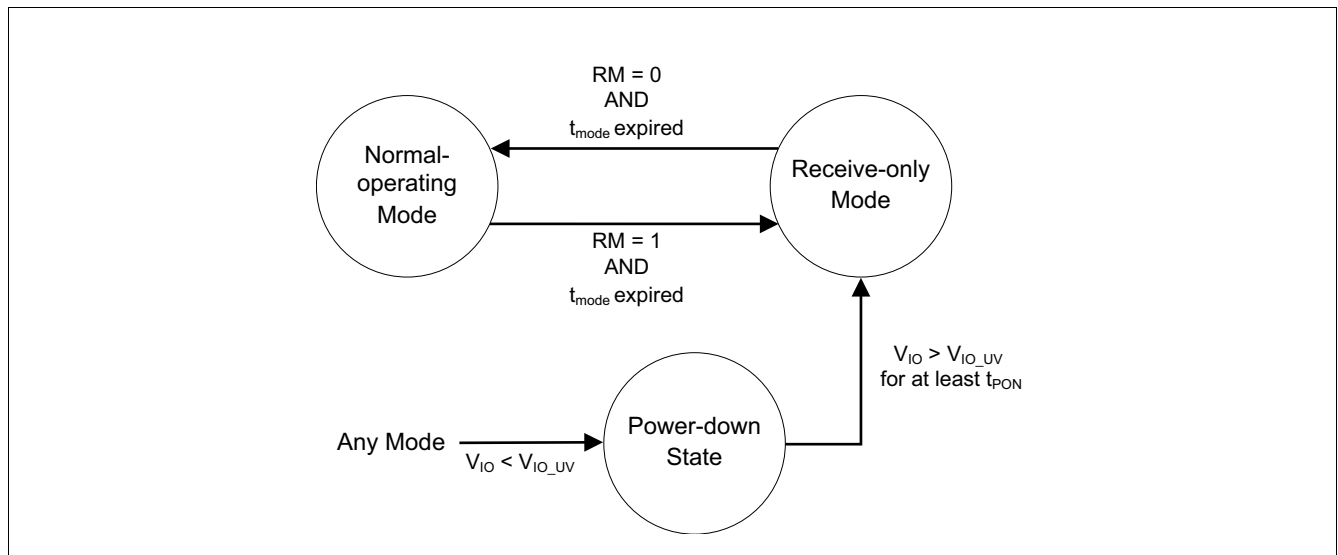 RM = 0
AND
tmode expired
Normal-
operating
Mode
Receive-only
Mode
RM = 1
AND
tmode expired
VIO > VIO_UV
for at least tPON
Power-down
State
Any Mode
VIO < VIO_UV